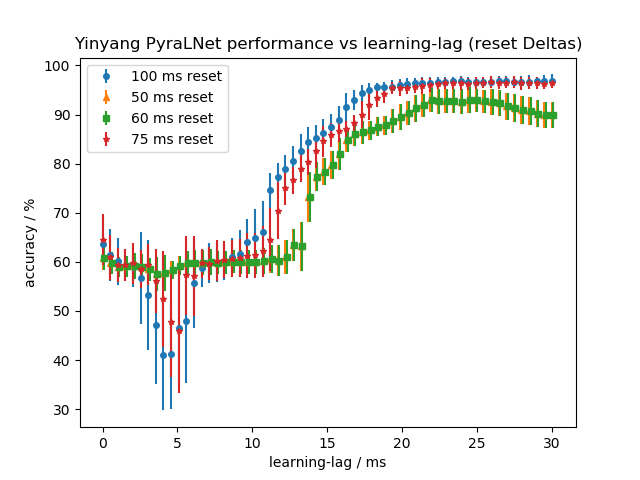 Yinyang PyraLNet performance vs learning-lag (reset Deltas)
100 ms reset
50 ms reset
60 ms reset
75 ms reset
accuracy / %
100
90
80
70
60
50
40
30
0 5 10 15 20 25 30
learning-lag / ms